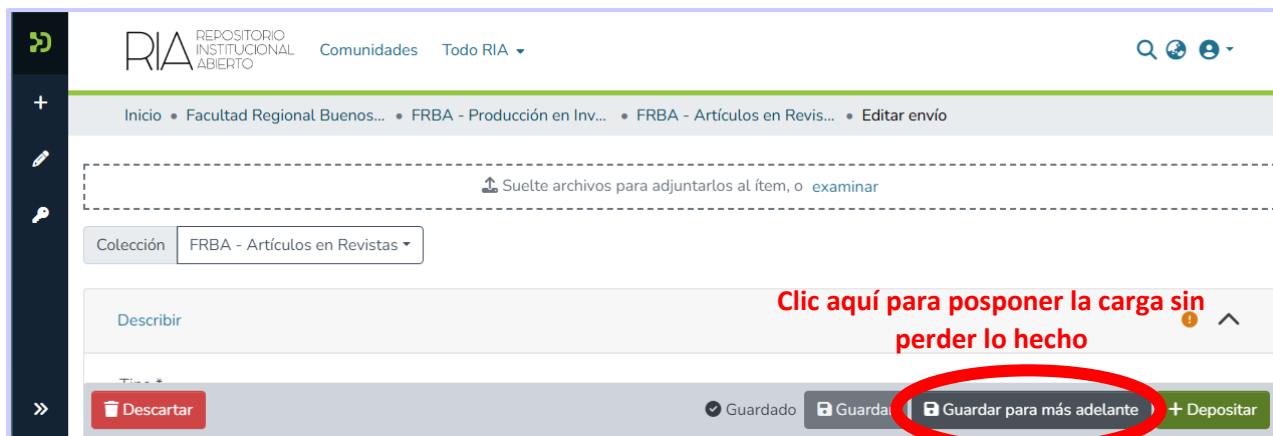 RIA REPOSITORIO
INSTITUCIONAL
ABIERTO
Comunidades Todo RIA
Inicio • Facultad Regional Buenos... • FRBA - Producción en Inv... • FRBA - Artículos en Revis... • Editar envío
Suelte archivos para adjuntarlos al ítem, o examinar
Colección FRBA - Artículos en Revistas
Clic aquí para posponer la carga sin
perder lo hecho
Describir
Descartar Guardado Guardar Guardar para más adelante + Depositar